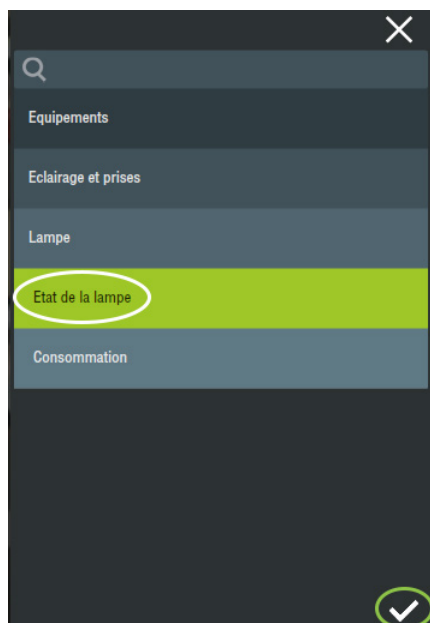 Equipements
Eclairage et prises
Lampe
Etat de la lampe
Consommation